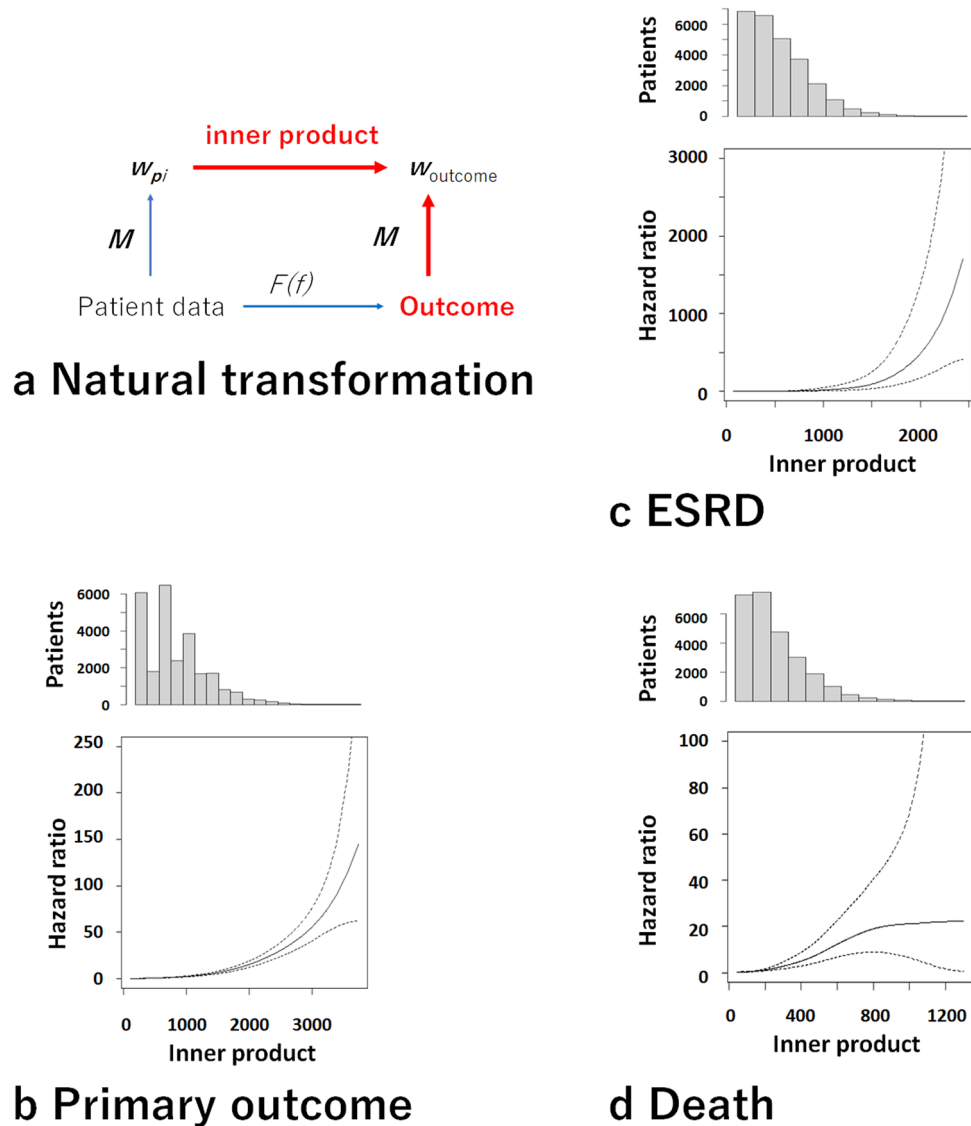 inner product
w_pi
w_outcome
M
M
F(f)
Patient data
Outcome
a Natural transformation
Patients
6000
4000
2000
0
Hazard ratio
3000
2000
1000
0
0 1000 2000
Inner product
c ESRD
Patients
6000
4000
2000
0
Hazard ratio
250
200
150
100
50
0
0 1000 2000 3000
Inner product
b Primary outcome
Patients
6000
4000
2000
0
Hazard ratio
100
80
60
40
20
0
0 400 800 1200
Inner product
d Death